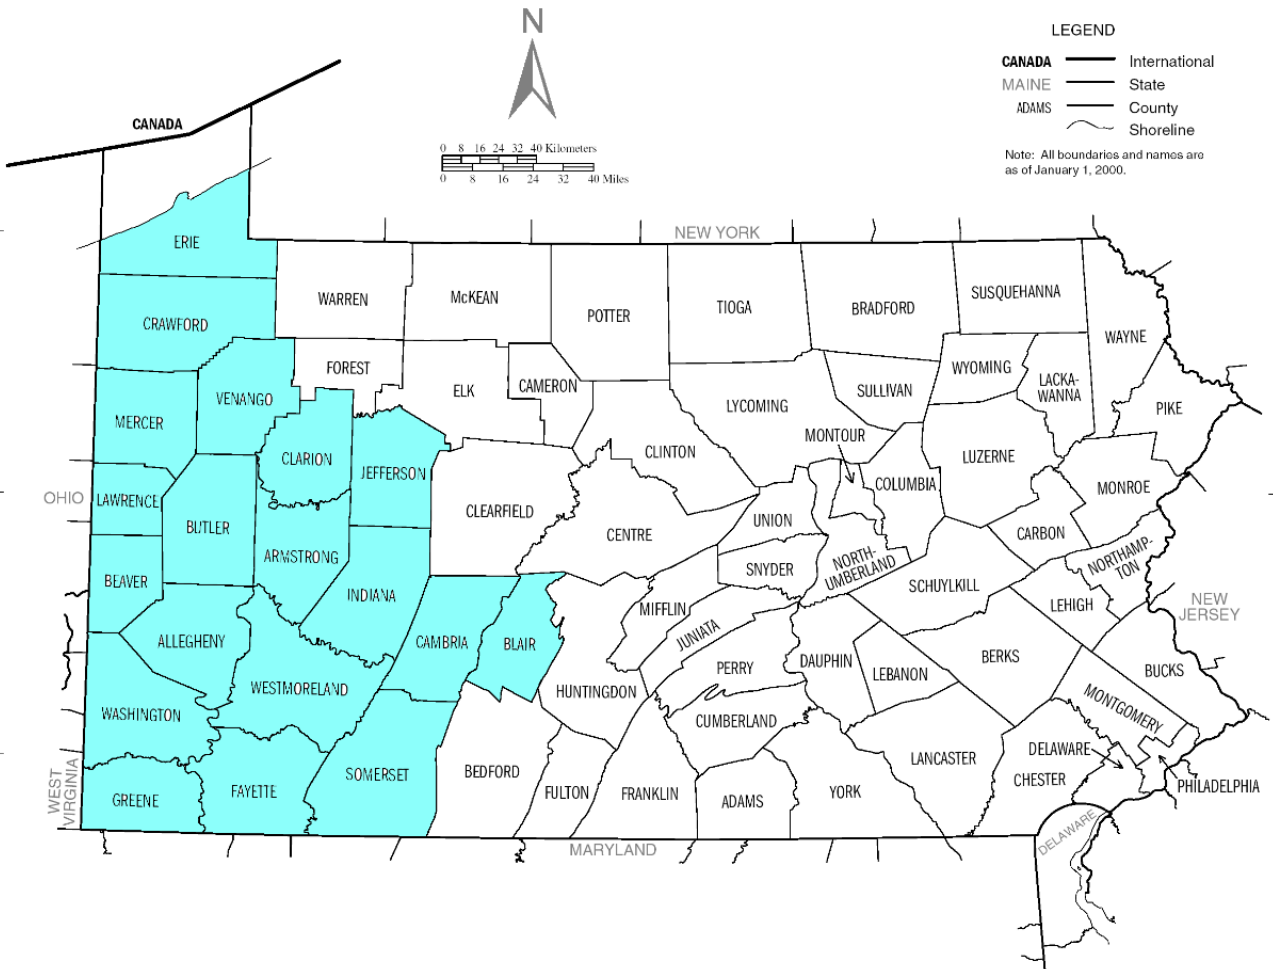 N
LEGEND
CANADA International
MAINE State
ADAMS County
Shoreline
Note: All boundaries and names are
as of January 1, 2000.
0 8 16 24 32 40 Kilometers
0 8 16 24 32 40 Miles
CANADA
NEW YORK
ERIE
CRAWFORD
WARREN
McKEAN
POTTER
TIOGA
BRADFORD
SUSQUEHANNA
WAYNE
FOREST
VENANGO
MERCER
ELK
CAMERON
LYCOMING
SULLIVAN
WYOMING
LACKA-
WANNA
PIKE
MONTOUR
CLARION
JEFFERSON
CLINTON
LUZERNE
COLUMBIA
MONROE
OHIO
LAWRENCE
BUTLER
CLEARFIELD
CENTRE
UNION
CARBON
ARMSTRONG
SNYDER
NORTH-
UMBERLAND
SCHUYLKILL
NORTHAMP-
TON
BEAVER
INDIANA
MIFFLIN
LEHIGH
NEW
JERSEY
ALLEGHENY
CAMBRIA
BLAIR
JUNIATA
PERRY
DAUPHIN
LEBANON
BERKS
BUCKS
WESTMORELAND
HUNTINGDON
CUMBERLAND
MONTGOMERY
WASHINGTON
SOMERSET
BEDFORD
LANCASTER
DELAWARE
CHESTER
PHILADELPHIA
WEST
VIRGINIA
GREENE
FAYETTE
FULTON
FRANKLIN
ADAMS
YORK
MARYLAND
DELAWARE